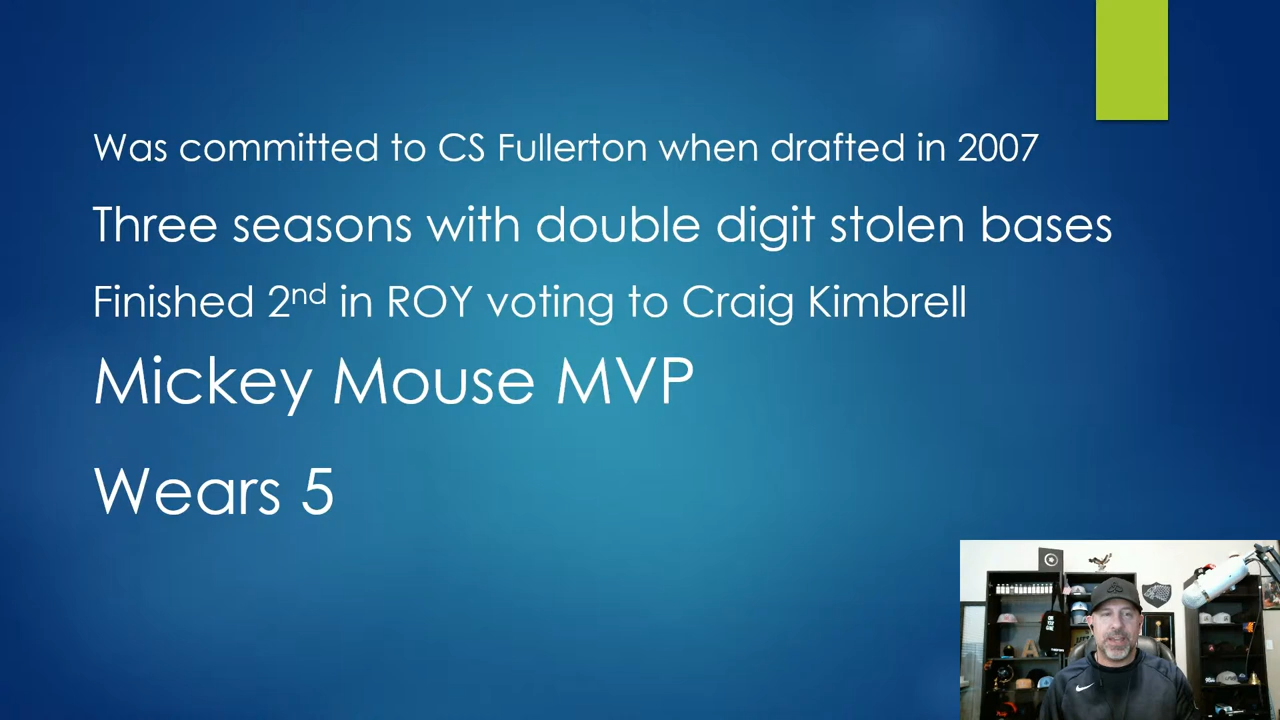 Was committed to CS Fullerton when drafted in 2007
Three seasons with double digit stolen bases
Finished 2nd in ROY voting to Craig Kimbrell
Mickey Mouse MVP
Wears 5